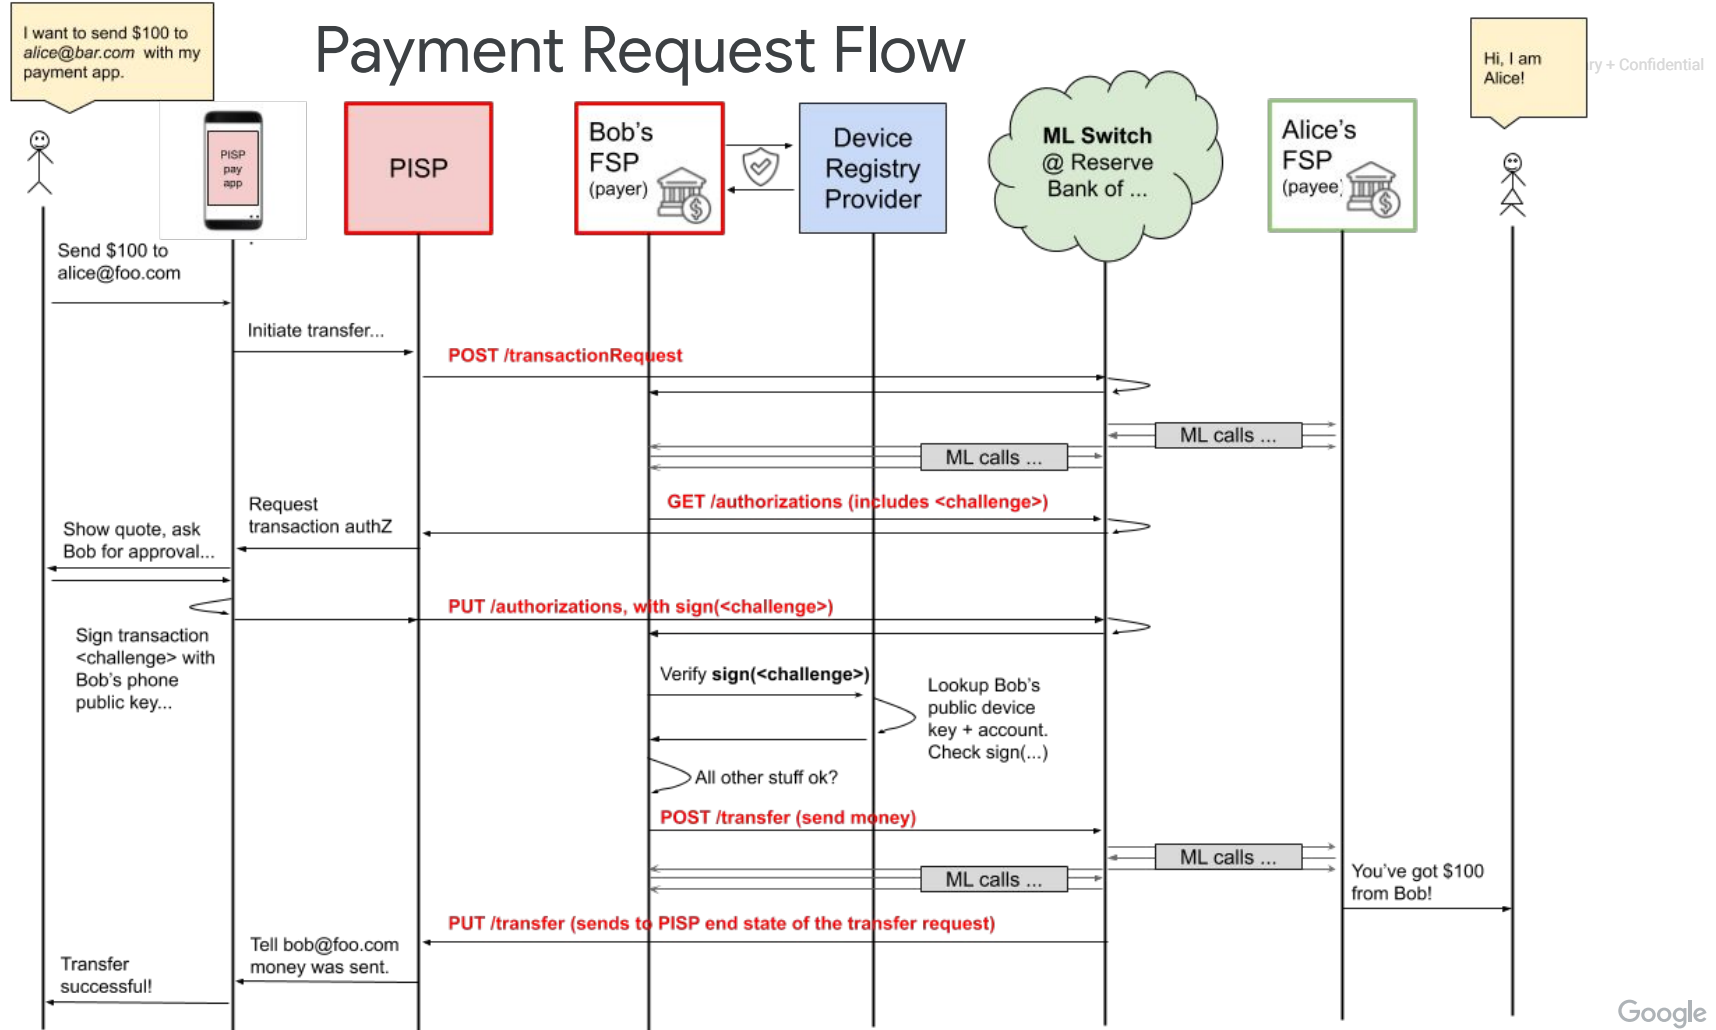 I want to send $100 to
alice@bar.com with my
payment app.
Payment Request Flow
Hi, I am
Alice!
ry + Confidential
PISP
pay
app
PISP
Bob's
FSP
(payer)
Device
Registry
Provider
ML Switch
@ Reserve
Bank of ...
Alice's
FSP
(payee)
Send $100 to
alice@foo.com
Initiate transfer...
POST /transactionRequest
ML calls ...
ML calls ...
GET /authorizations (includes <challenge>)
Request
transaction authZ
Show quote, ask
Bob for approval...
PUT /authorizations, with sign(<challenge>)
Sign transaction
<challenge> with
Bob's phone
public key...
Verify sign(<challenge>)
Lookup Bob's
public device
key + account.
Check sign(...)
All other stuff ok?
POST /transfer (send money)
ML calls ...
ML calls ...
You've got $100
from Bob!
PUT /transfer (sends to PISP end state of the transfer request)
Tell bob@foo.com
money was sent.
Transfer
successful!
Google